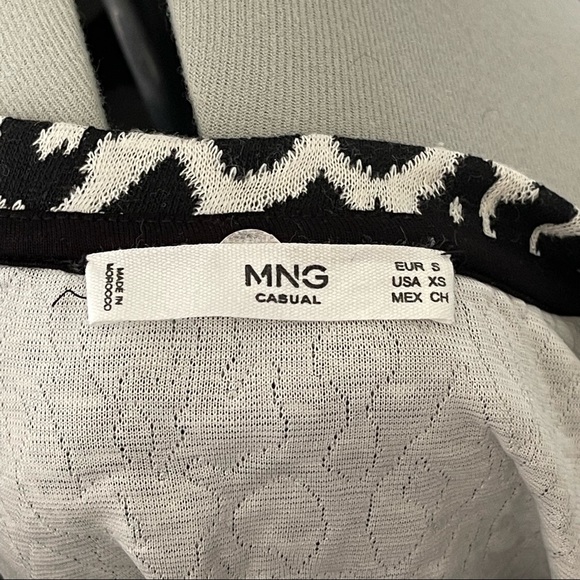 MADE IN
MOROCCO
MNG
CASUAL
EUR S
USA XS
MEX CH